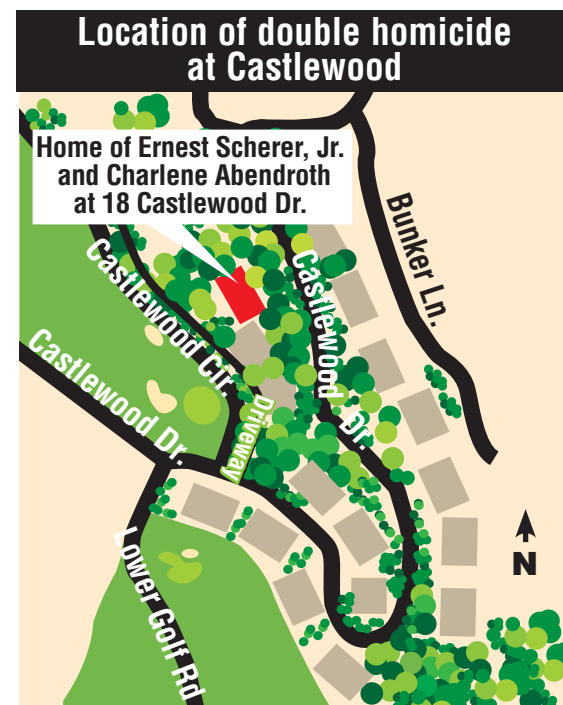 Location of double homicide
at Castlewood
Home of Ernest Scherer, Jr.
and Charlene Abendroth
at 18 Castlewood Dr.
Bunker Ln.
Castlewood Dr.
Castlewood Cir.
Castlewood Dr.
Driveway
Lower Golf Rd
N